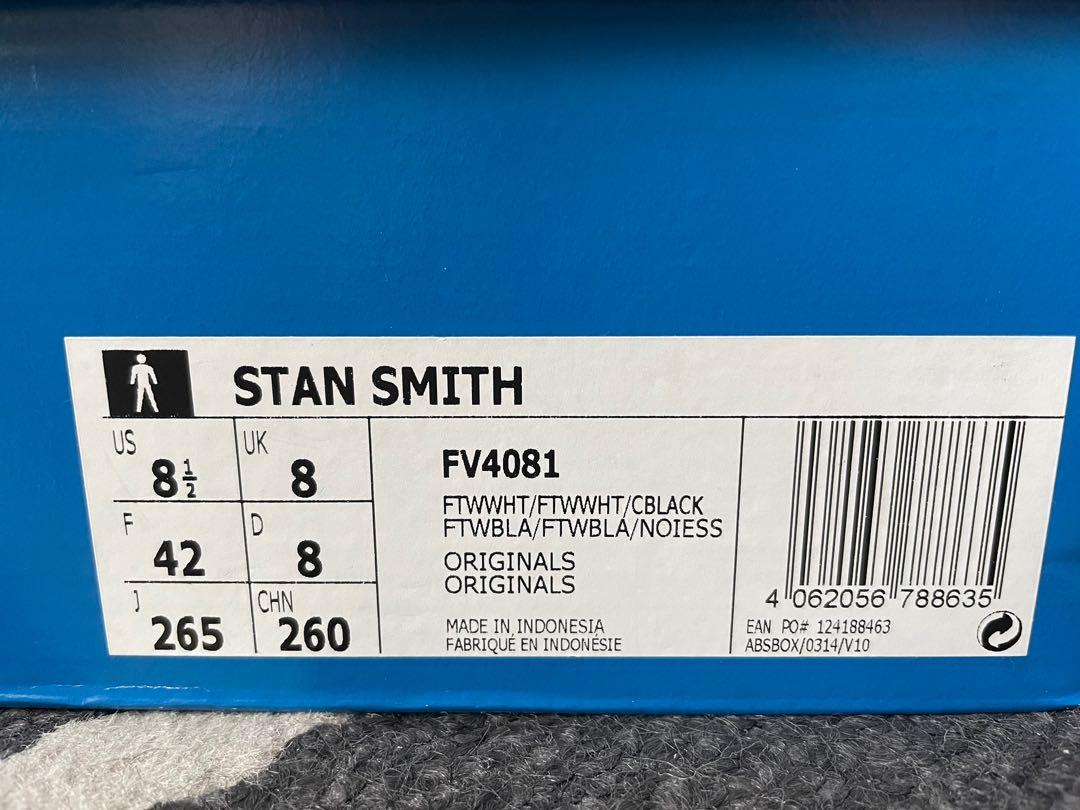 STAN SMITH
US 8½
UK 8
F 42
D 8
J 265
CHN 260
FV4081
FTWWHT/FTWWHT/CBLACK
FTWBLA/FTWBLA/NOIESS
ORIGINALS
ORIGINALS
MADE IN INDONESIA
FABRIQUÉ EN INDONÉSIE
4 062056 788635
EAN PO# 124188463
ABSBOX/0314/V10